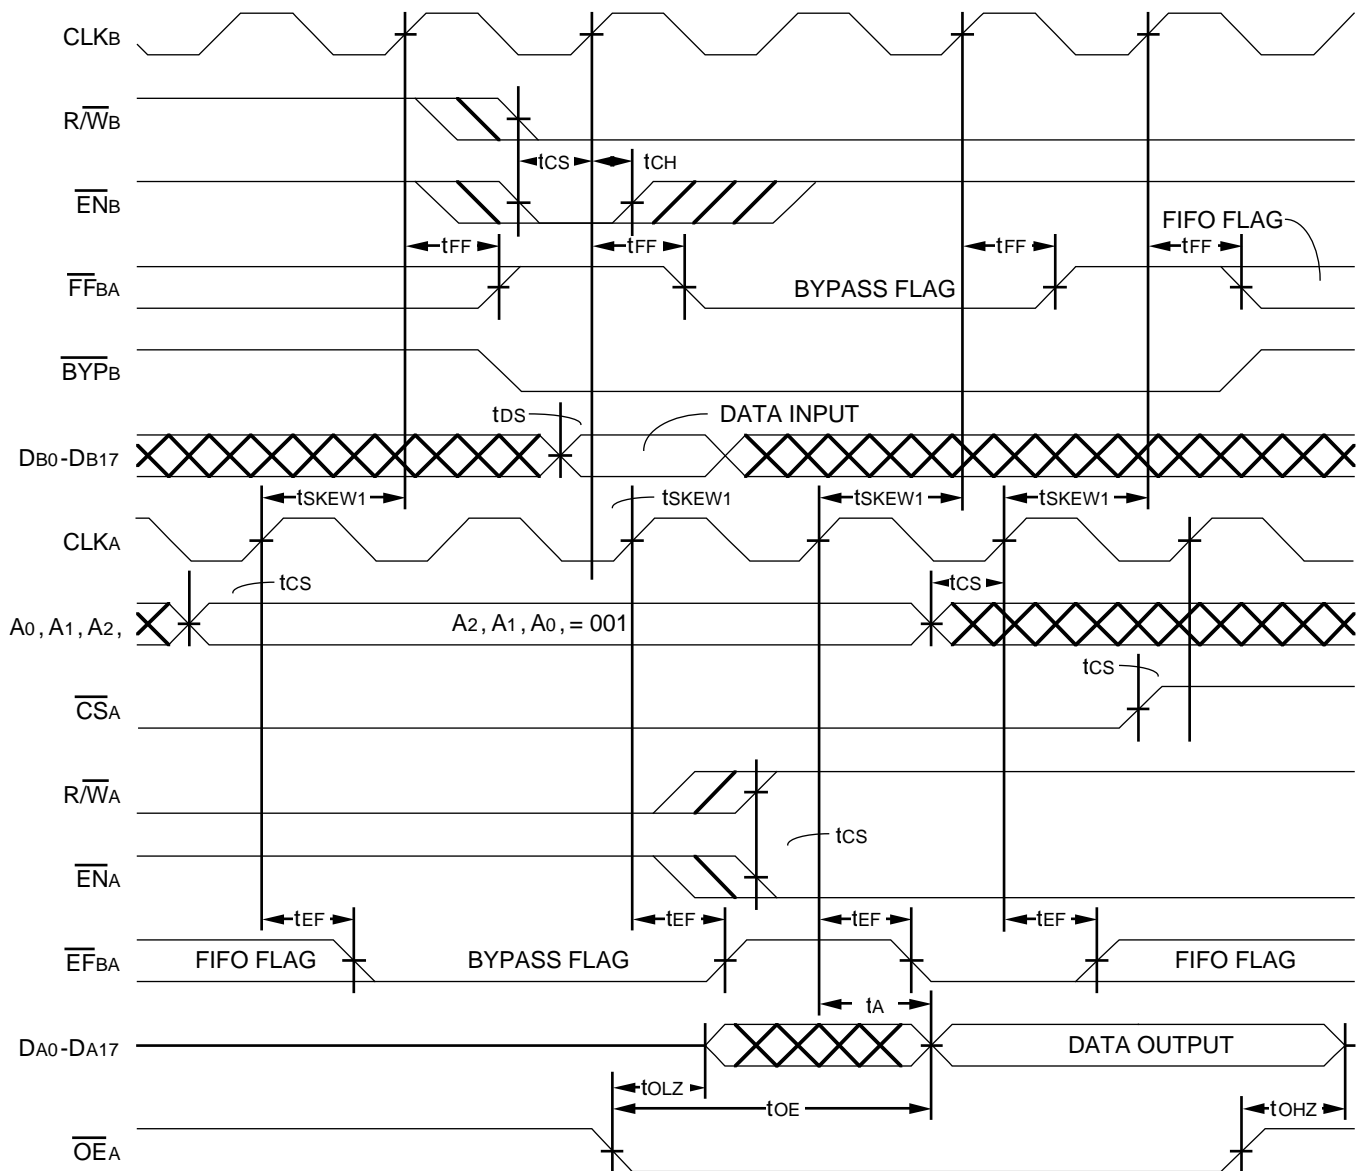 CLKB
R/WB
tCS tCH
ENB
FIFO FLAG
tFF tFF tFF tFF
FFBA
BYPASS FLAG
BYPB
tDS DATA INPUT
DB0-DB17
tSKEW1 tSKEW1 tSKEW1 tSKEW1
CLKA
tCS tCS
A0, A1, A2, A2, A1, A0, = 001
tCS
CSA
R/WA
tCS
ENA
tEF tEF tEF tEF
EFBA FIFO FLAG BYPASS FLAG FIFO FLAG
tA
DA0-DA17 DATA OUTPUT
tOLZ
tOE tOHZ
OEA